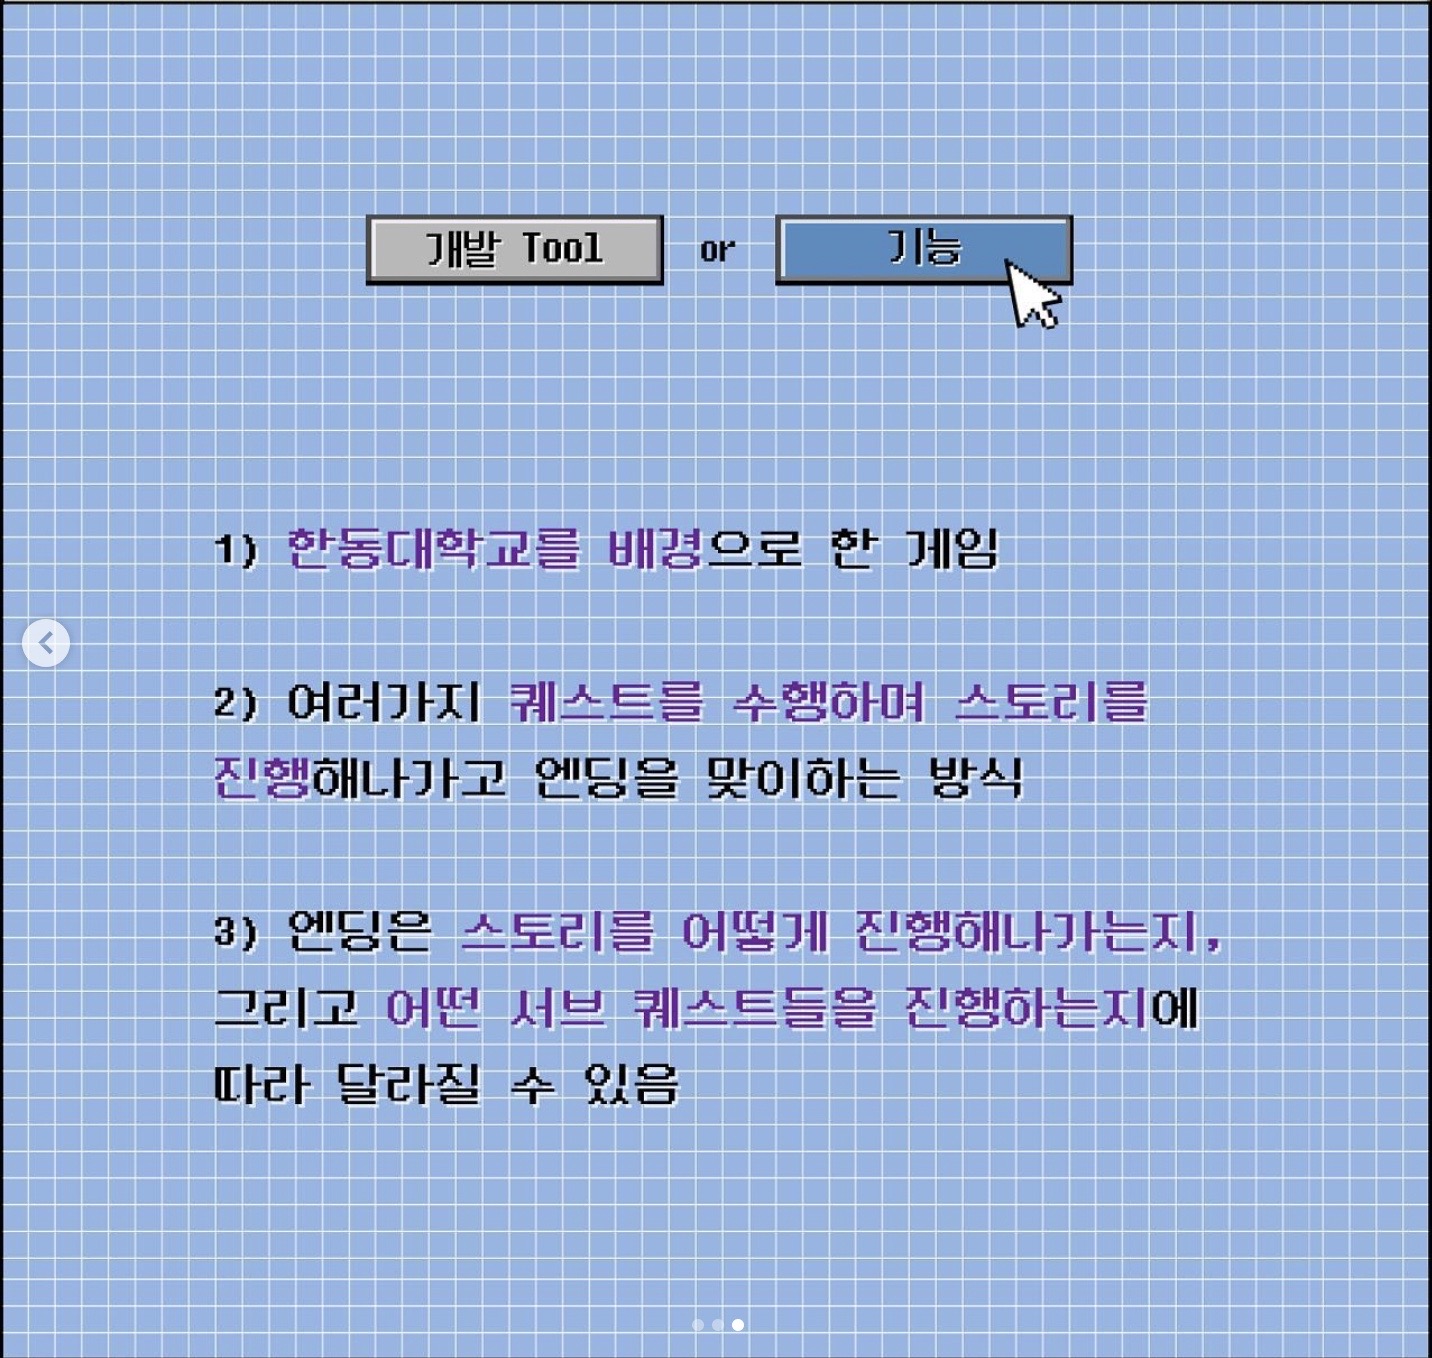 개발 Tool or 기능
1) 한동대학교를 배경으로 한 게임
2) 여러가지 퀘스트를 수행하며 스토리를
진행해나가고 엔딩을 맞이하는 방식
3) 엔딩은 스토리를 어떻게 진행해나가는지,
그리고 어떤 서브 퀘스트들을 진행하는지에
따라 달라질 수 있음